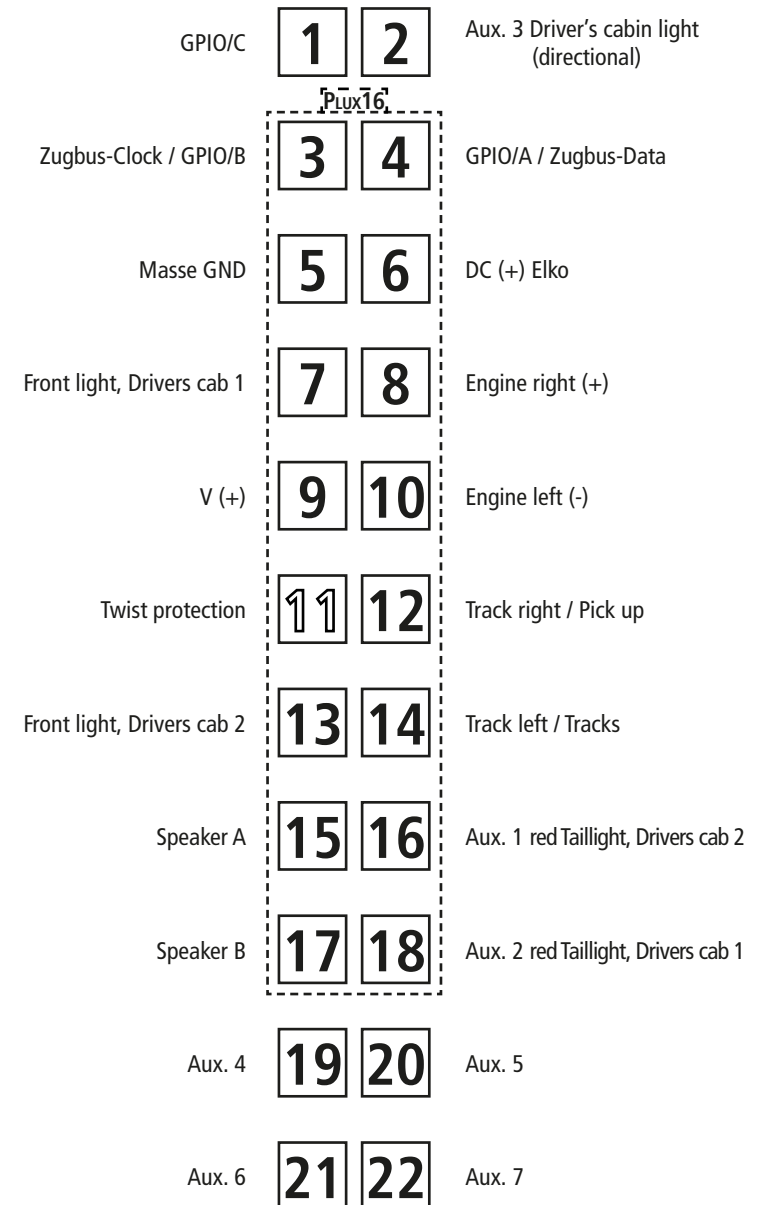 GPIO/C 1 2 Aux. 3 Driver's cabin light
(directional)
PLUX16
Zugbus-Clock / GPIO/B 3 4 GPIO/A / Zugbus-Data
Masse GND 5 6 DC (+) Elko
Front light, Drivers cab 1 7 8 Engine right (+)
V (+) 9 10 Engine left (-)
Twist protection 11 12 Track right / Pick up
Front light, Drivers cab 2 13 14 Track left / Tracks
Speaker A 15 16 Aux. 1 red Taillight, Drivers cab 2
Speaker B 17 18 Aux. 2 red Taillight, Drivers cab 1
Aux. 4 19 20 Aux. 5
Aux. 6 21 22 Aux. 7